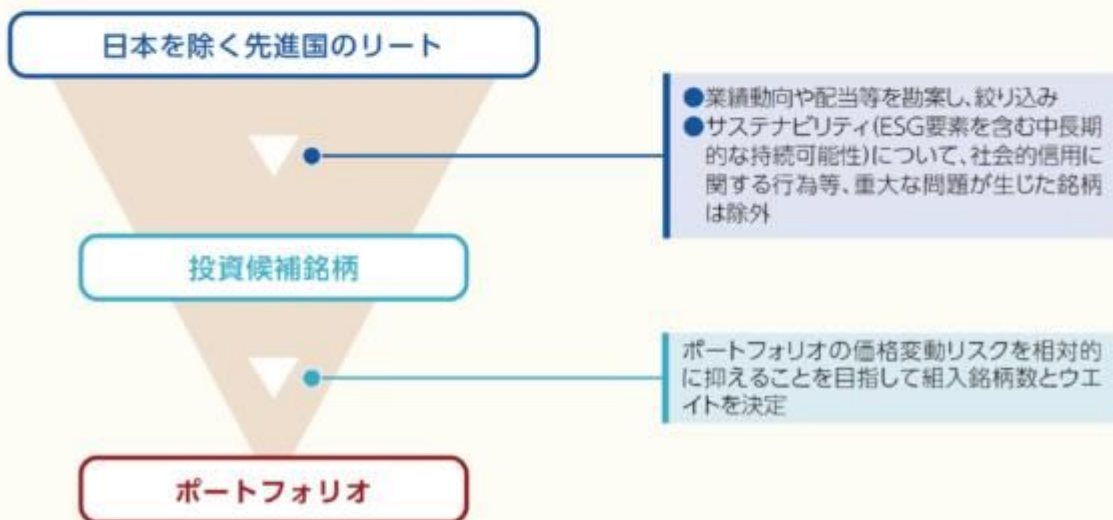 日本を除く先進国のリート
●業績動向や配当等を勘案し、絞り込み
●サステナビリティ(ESG要素を含む中長期
的な持続可能性)について、社会的信用に
関する行為等、重大な問題が生じた銘柄
は除外
投資候補銘柄
ポートフォリオの価格変動リスクを相対的
に抑えることを目指して組入銘柄数とウエ
イトを決定
ポートフォリオ